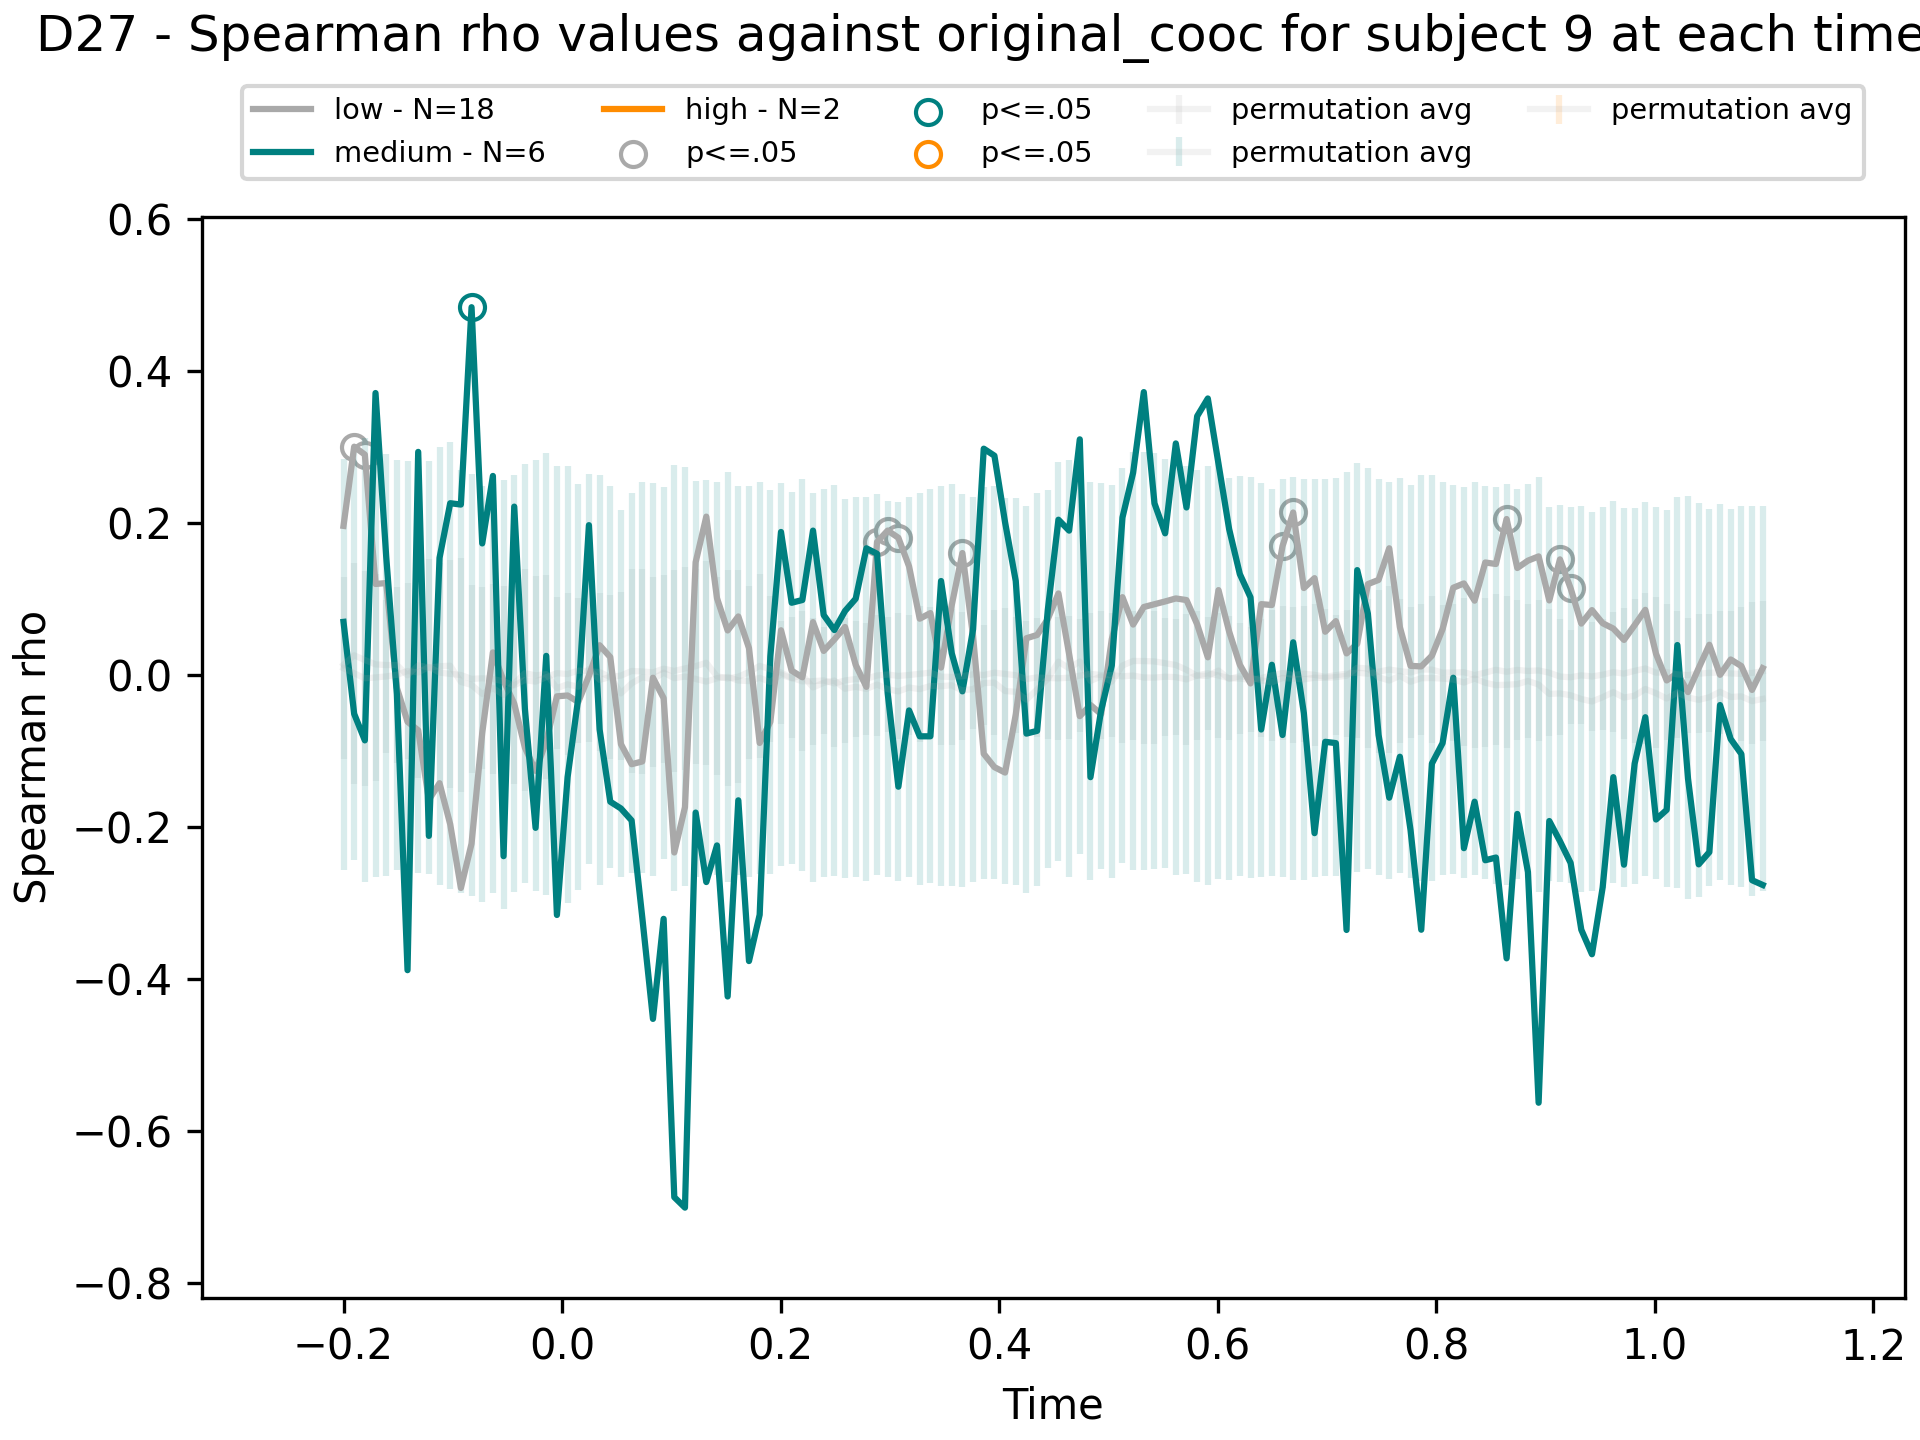 D27 - Spearman rho values against original_cooc for subject 9 at each time
low - N=18
medium - N=6
high - N=2
p<=.05
p<=.05
p<=.05
permutation avg
permutation avg
permutation avg
Spearman rho
0.6
0.4
0.2
0.0
−0.2
−0.4
−0.6
−0.8
−0.2
0.0
0.2
0.4
0.6
0.8
1.0
1.2
Time